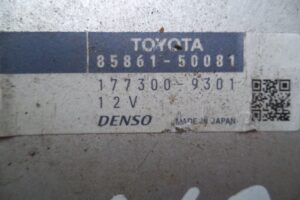 TOYOTA
85861-50081
177300-9301
12V
DENSO MADE IN JAPAN